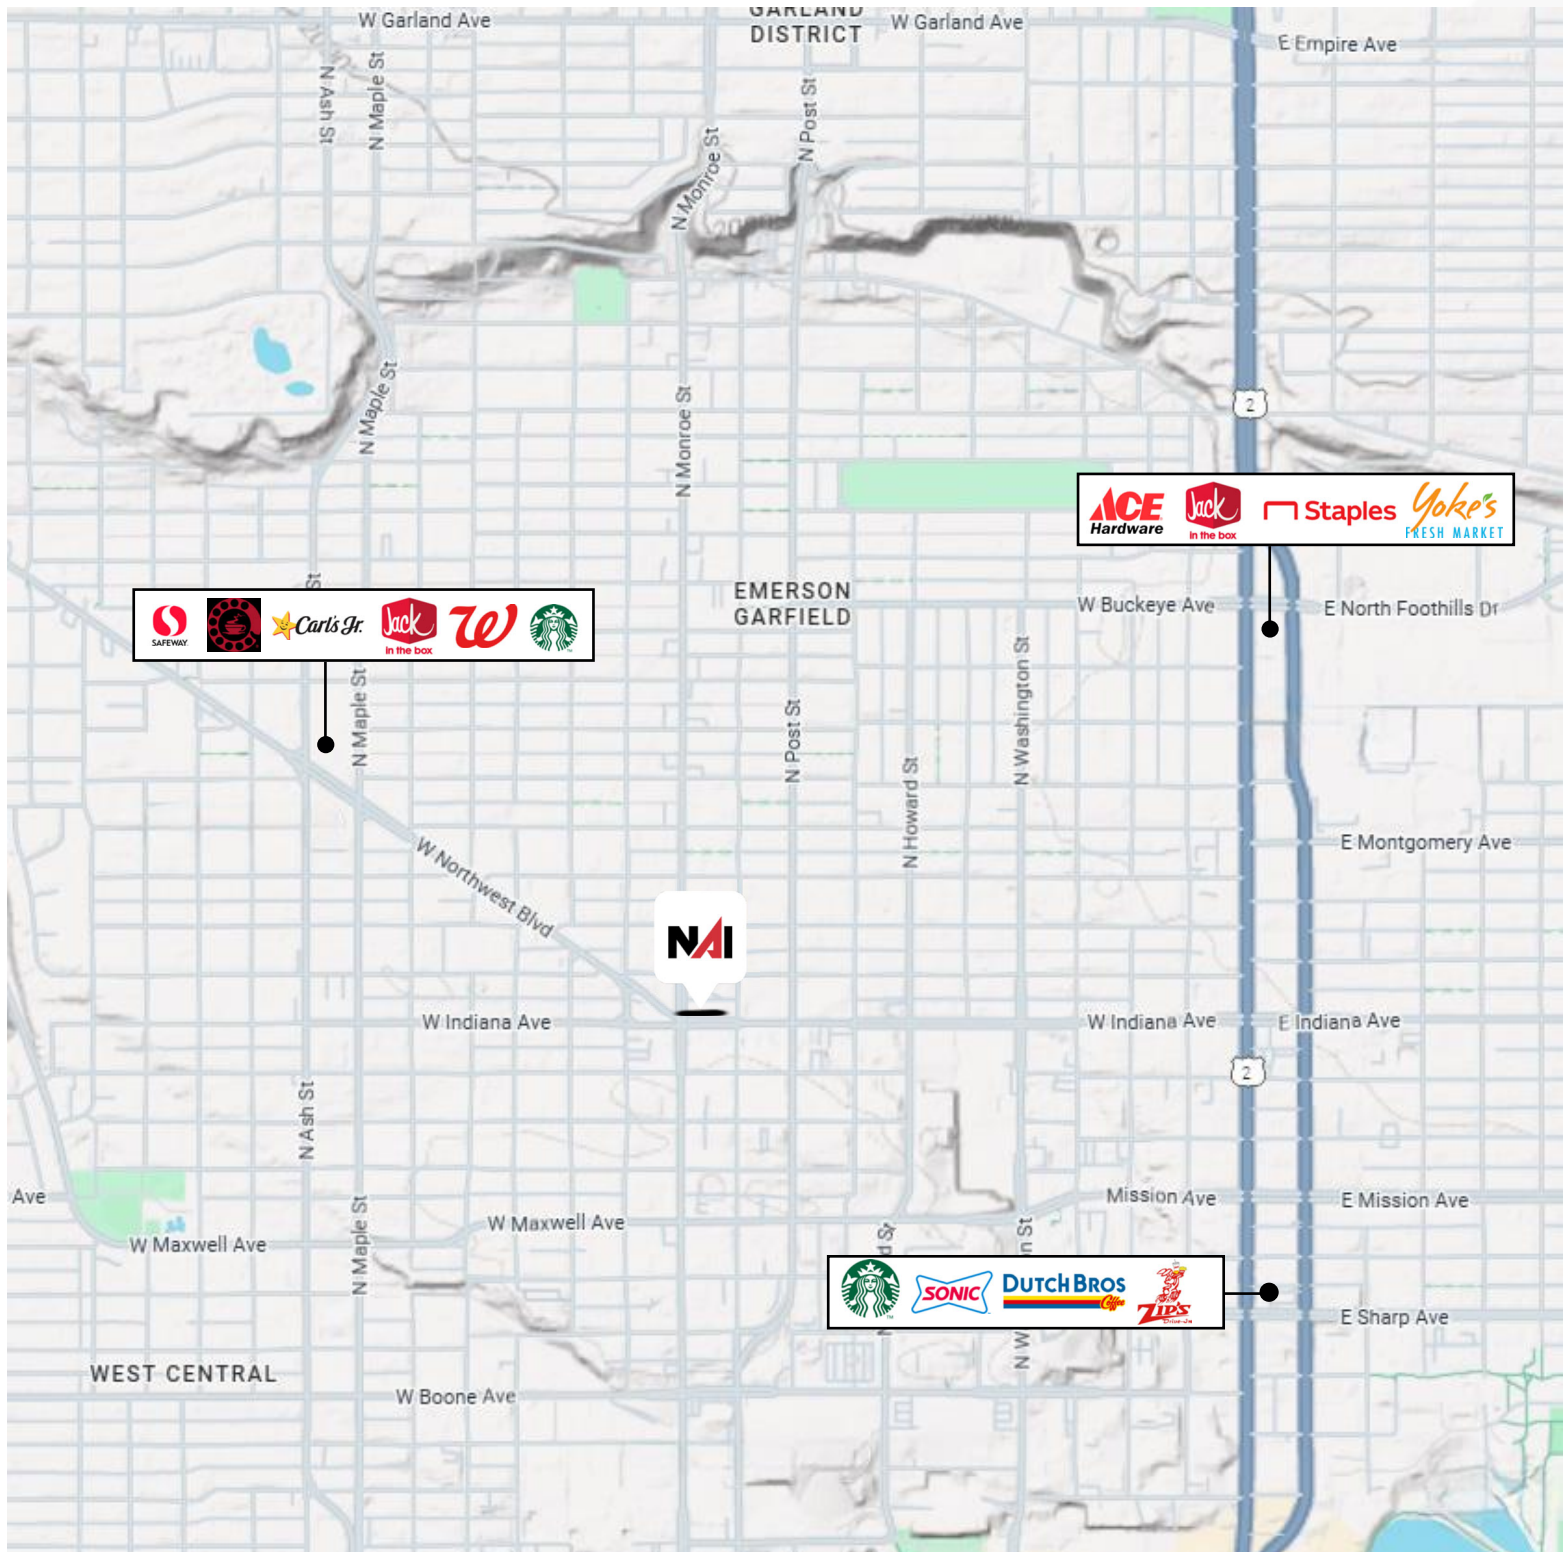 GARLAND
DISTRICT
W Garland Ave
W Garland Ave
E Empire Ave
N Ash St
N Maple St
N Post St
N Monroe St
N Maple St
N Monroe St
2
ACE
Hardware
Jack
in the box
Staples
Yoke's
FRESH MARKET
W Buckeye Ave
E North Foothills Dr
EMERSON
GARFIELD
St
SAFEWAY
Carl's Jr.
Jack
in the box
W
N Maple St
N Post St
N Washington St
N Howard St
E Montgomery Ave
W Northwest Blvd
NAI
W Indiana Ave
W Indiana Ave
E Indiana Ave
2
N Ash St
Ave
Mission Ave
E Mission Ave
W Maxwell Ave
W Maxwell Ave
N Maple St
SONIC
DUTCH BROS
Coffee
ZIP'S
Drive-In
E Sharp Ave
WEST CENTRAL
W Boone Ave